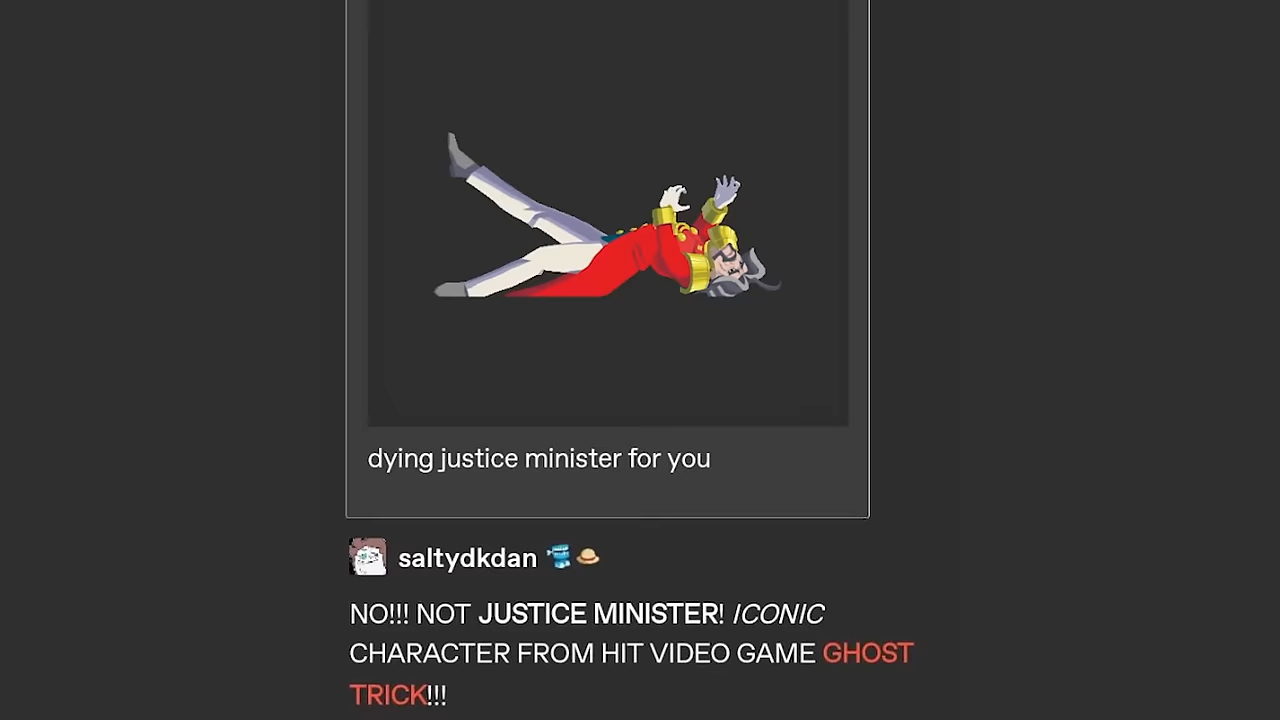 dying justice minister for you
saltydkdan
NO!!! NOT JUSTICE MINISTER! ICONIC
CHARACTER FROM HIT VIDEO GAME GHOST
TRICK!!!